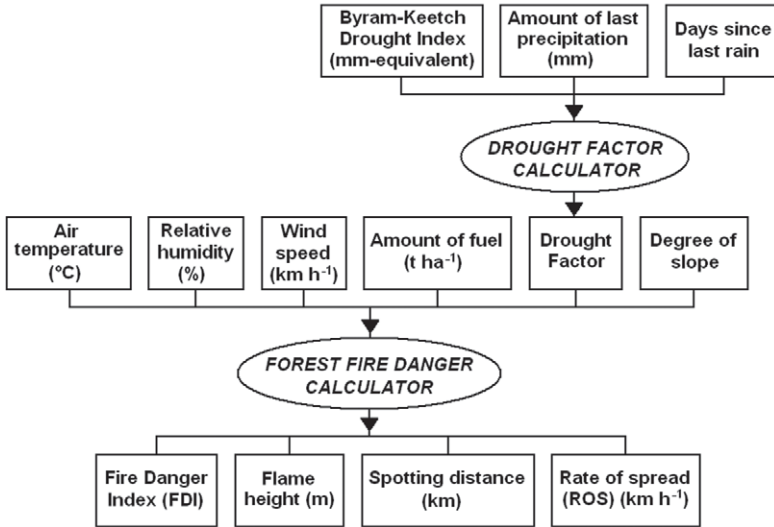 Byram-Keetch
Drought Index
(mm-equivalent)
Amount of last
precipitation
(mm)
Days since
last rain
DROUGHT FACTOR
CALCULATOR
Air
temperature
(°C)
Relative
humidity
(%)
Wind
speed
(km h⁻¹)
Amount of fuel
(t ha⁻¹)
Drought
Factor
Degree of
slope
FOREST FIRE DANGER
CALCULATOR
Fire Danger
Index (FDI)
Flame
height (m)
Spotting distance
(km)
Rate of spread
(ROS) (km h⁻¹)